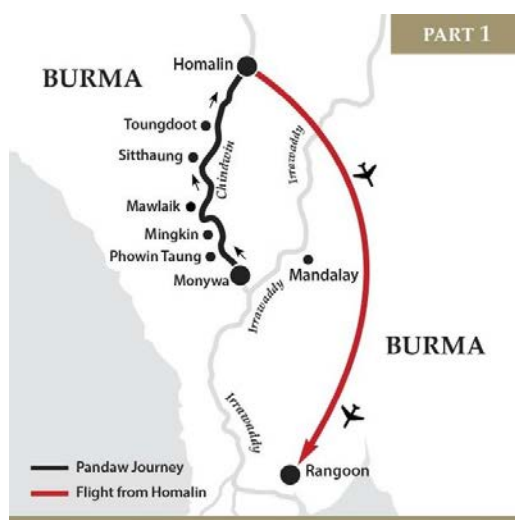 PART 1
BURMA
Homalin
Toungdoot
Sitthaung
Chindwin
Irrawaddy
Mawlaik
Mingkin
Phowin Taung
Monywa
Mandalay
Irrawaddy
BURMA
Irrawaddy
Rangoon
Pandaw Journey
Flight from Homalin